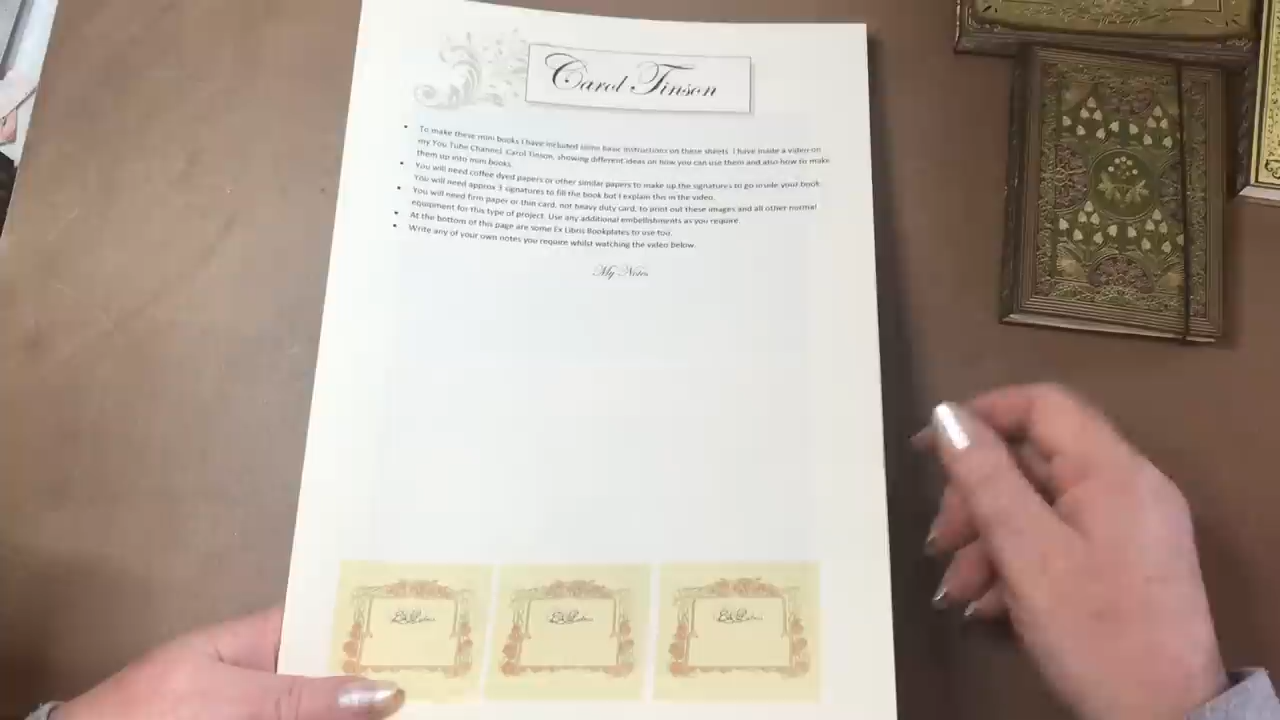 Carol Tinson
To make these mini books I have included some basic instructions on these sheets. I have made a video on
my You Tube Channel, Carol Tinson, showing different ideas on how you can use them and also how to make
them up into mini books.
You will need coffee dyed papers or other similar papers to make up the signatures to go inside your book.
You will need approx 3 signatures to fill the book but I explain this in the video.
You will need firm paper or thin card, not heavy duty card, to print out these images and all other normal
equipment for this type of project. Use any additional embellishments as you require.
At the bottom of this page are some Ex Libris Bookplates to use too.
Write any of your own notes you require whilst watching the video below.
My Notes
Ex Libris
Ex Libris
Ex Libris